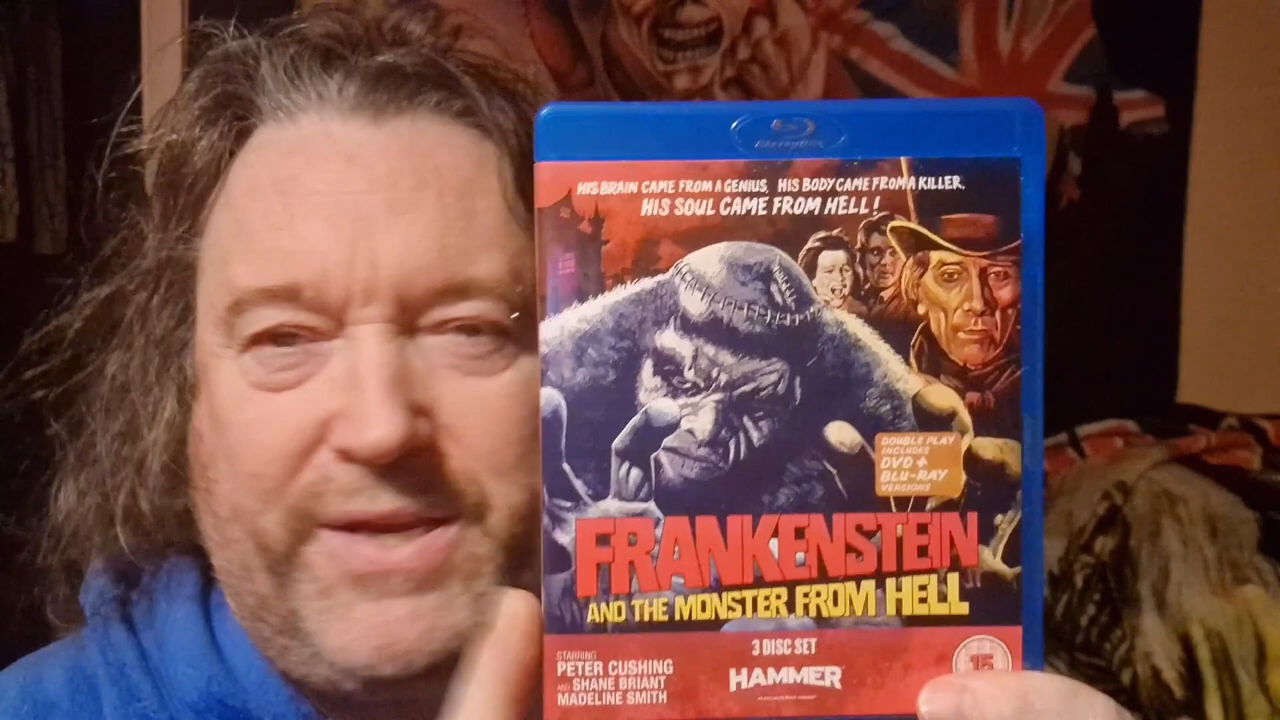 HIS BRAIN CAME FROM A GENIUS, HIS BODY CAME FROM A KILLER.
HIS SOUL CAME FROM HELL!
DOUBLE PLAY
INCLUDES
DVD +
BLU-RAY
VERSIONS
FRANKENSTEIN
AND THE MONSTER FROM HELL
3 DISC SET
STARRING
PETER CUSHING
AND SHANE BRIANT
MADELINE SMITH
HAMMER
15